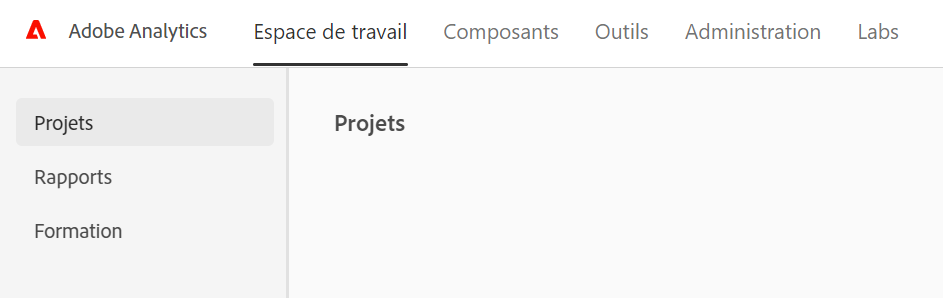 Adobe Analytics Espace de travail Composants Outils Administration Labs
Projets
Rapports
Formation
Projets